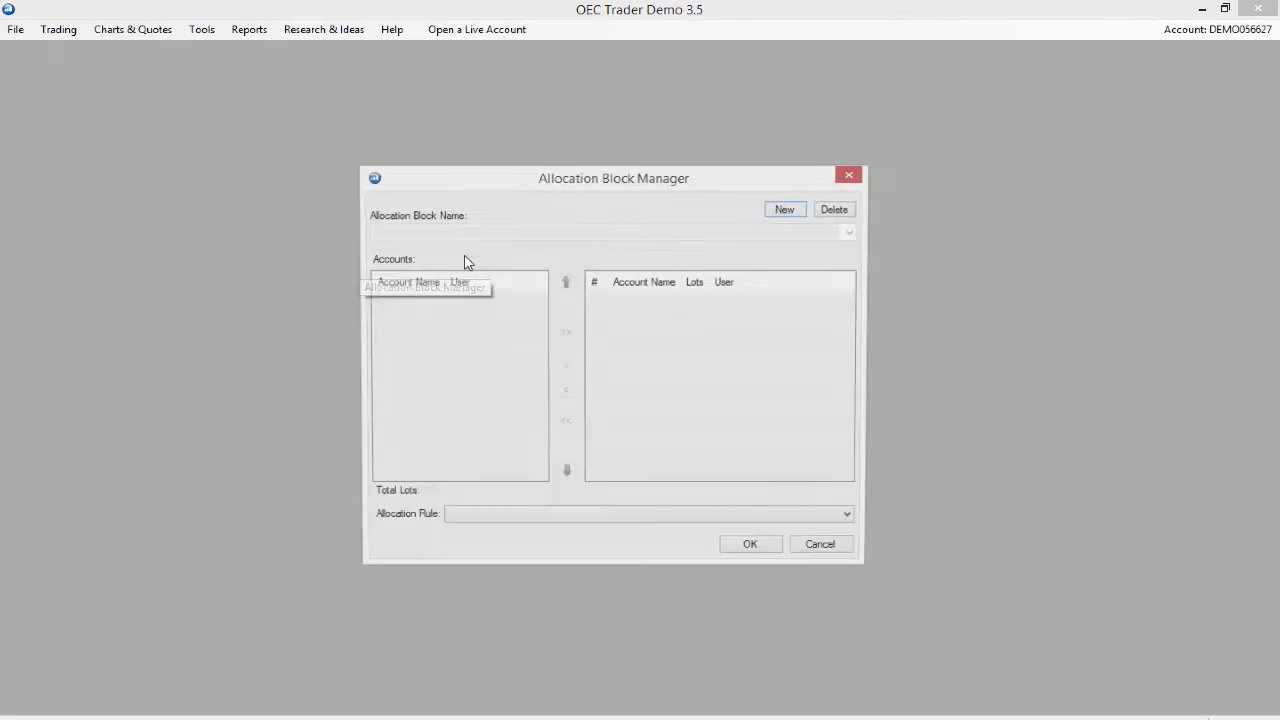 OEC Trader Demo 3.5
File Trading Charts & Quotes Tools Reports Research & Ideas Help Open a Live Account Account: DEMO056627
Allocation Block Manager
New Delete
Allocation Block Name:
Accounts:
Account Name User # Account Name Lots User
Allocation Block Manager
>>
<
<<
Total Lots
Allocation Rule:
OK Cancel